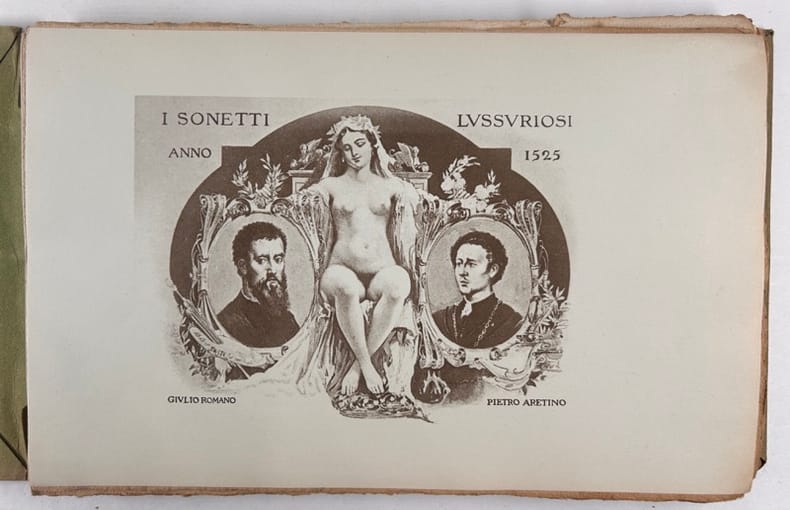 I SONETTI LVSSVRIOSI
ANNO 1525
GIVLIO ROMANO
PIETRO ARETINO